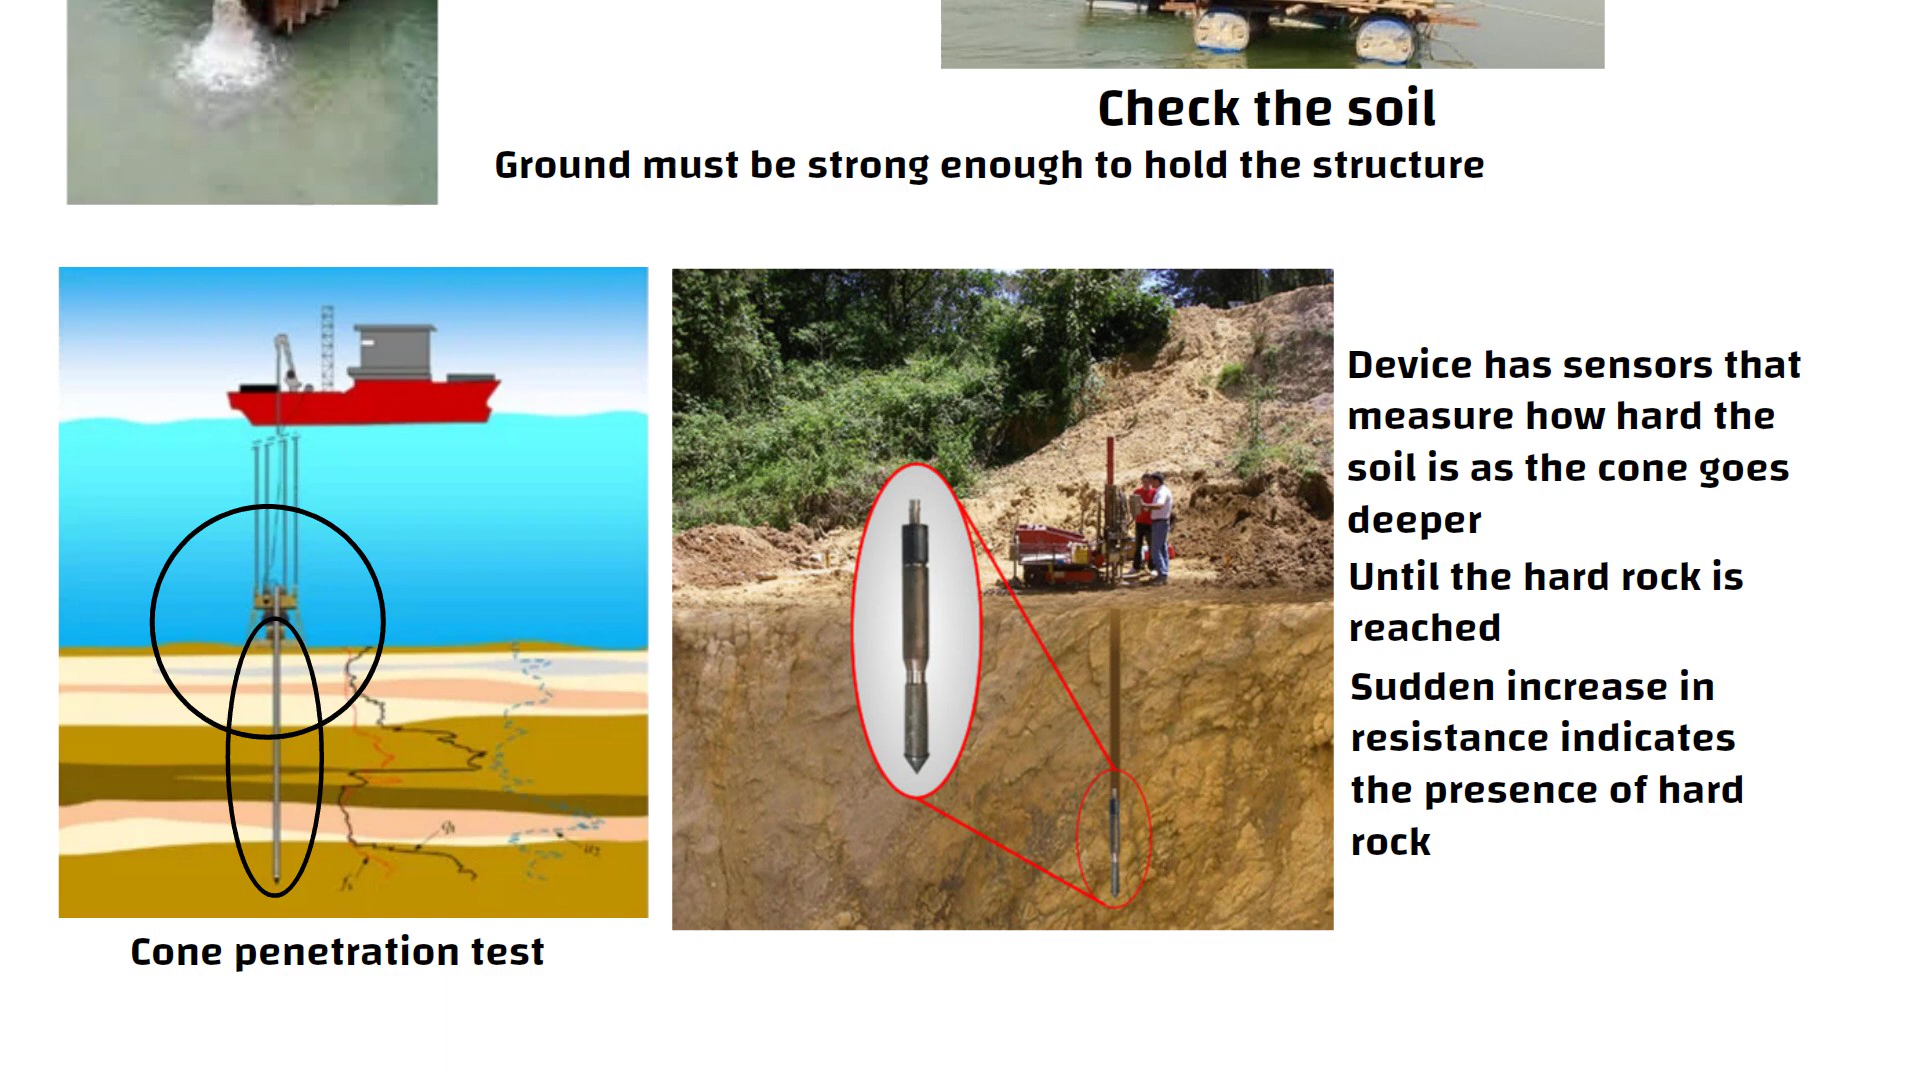 Check the soil
Ground must be strong enough to hold the structure
Device has sensors that
measure how hard the
soil is as the cone goes
deeper
Until the hard rock is
reached
Sudden increase in
resistance indicates
the presence of hard
rock
Cone penetration test